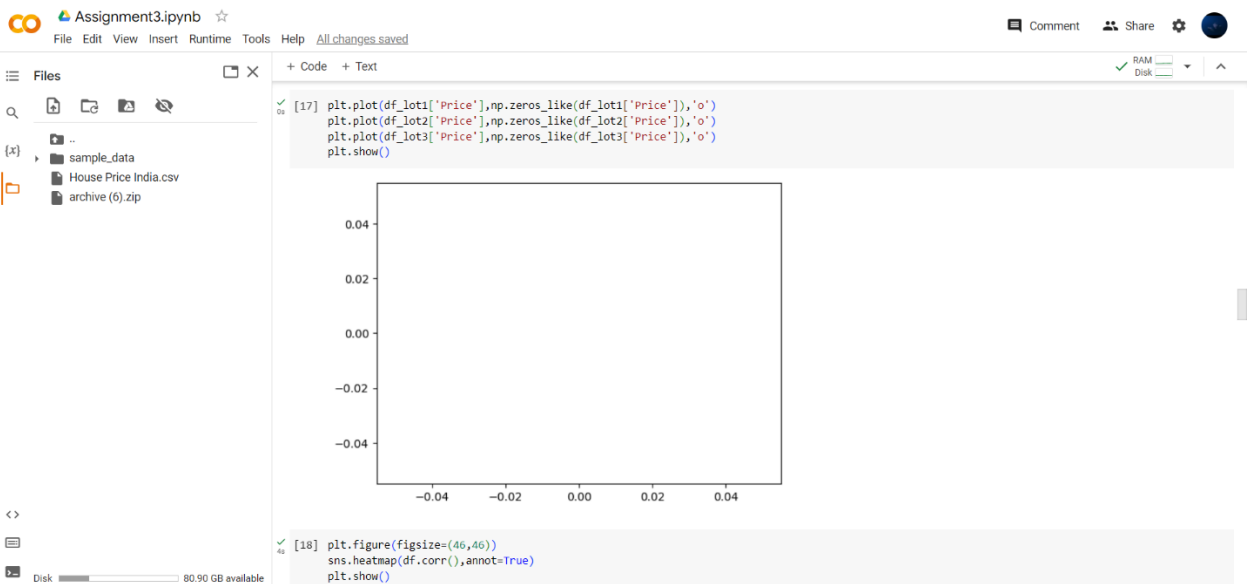 Assignment3.ipynb
File Edit View Insert Runtime Tools Help All changes saved
Comment Share
Files
+ Code + Text
RAM
Disk
{x}
..
sample_data
House Price India.csv
archive (6).zip
0s
[17] plt.plot(df_lot1['Price'],np.zeros_like(df_lot1['Price']),'o')
plt.plot(df_lot2['Price'],np.zeros_like(df_lot2['Price']),'o')
plt.plot(df_lot3['Price'],np.zeros_like(df_lot3['Price']),'o')
plt.show()
0.04
0.02
0.00
−0.02
−0.04
−0.04 −0.02 0.00 0.02 0.04
4s
[18] plt.figure(figsize=(46,46))
sns.heatmap(df.corr(),annot=True)
plt.show()
Disk 80.90 GB available